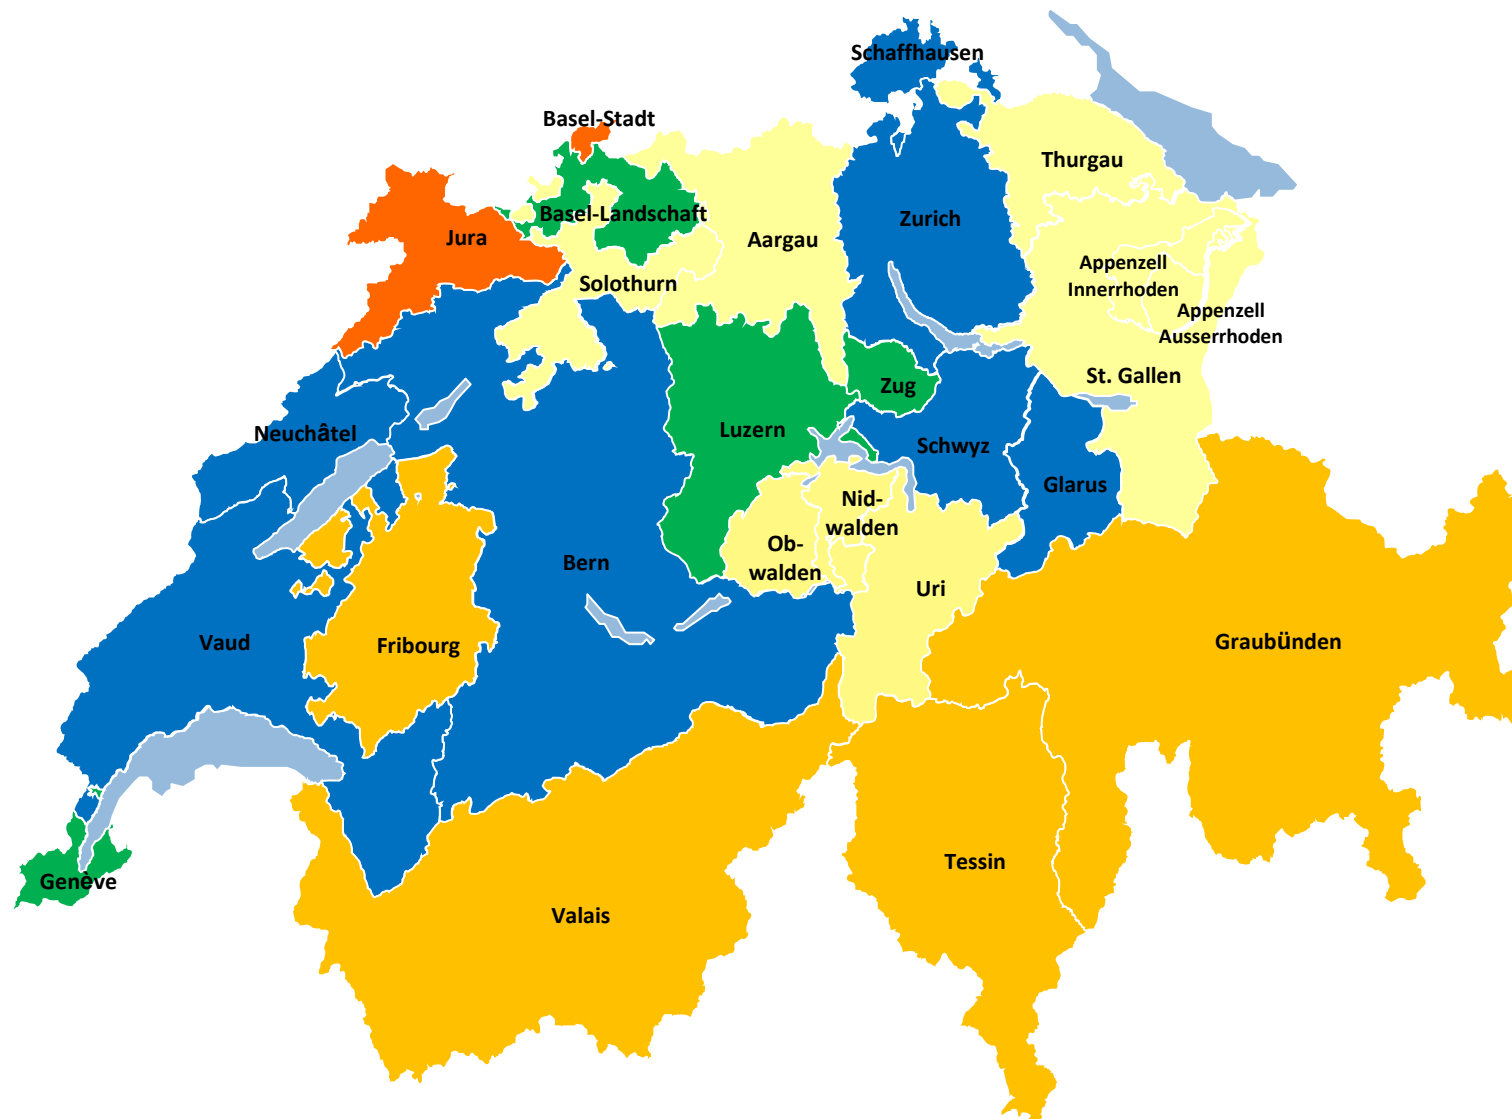 Schaffhausen
Basel-Stadt
Thurgau
Basel-Landschaft
Zurich
Jura
Aargau
Appenzell
Innerrhoden
Solothurn
Appenzell
Ausserrhoden
St. Gallen
Zug
Neuchâtel
Luzern
Schwyz
Glarus
Nid-
walden
Ob-
walden
Bern
Uri
Vaud
Fribourg
Graubünden
Tessin
Genève
Valais